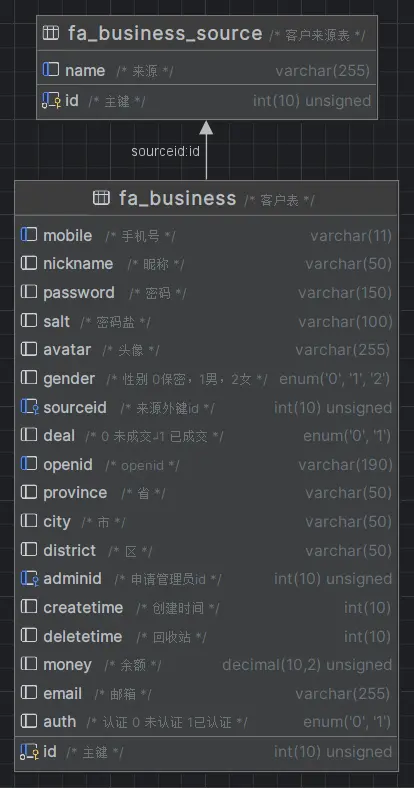 fa_business_source /* 客户来源表 */
name /* 来源 */ varchar(255)
id /* 主键 */ int(10) unsigned
sourceid:id
fa_business /* 客户表 */
mobile /* 手机号 */ varchar(11)
nickname /* 昵称 */ varchar(50)
password /* 密码 */ varchar(150)
salt /* 密码盐 */ varchar(100)
avatar /* 头像 */ varchar(255)
gender /* 性别 0保密，1男，2女 */ enum('0', '1', '2')
sourceid /* 来源外键id */ int(10) unsigned
deal /* 0 未成交↲1 已成交 */ enum('0', '1')
openid /* openid */ varchar(190)
province /* 省 */ varchar(50)
city /* 市 */ varchar(50)
district /* 区 */ varchar(50)
adminid /* 申请管理员id */ int(10) unsigned
createtime /* 创建时间 */ int(10)
deletetime /* 回收站 */ int(10)
money /* 余额 */ decimal(10,2) unsigned
email /* 邮箱 */ varchar(255)
auth /* 认证 0 未认证 1已认证 */ enum('0', '1')
id /* 主键 */ int(10) unsigned